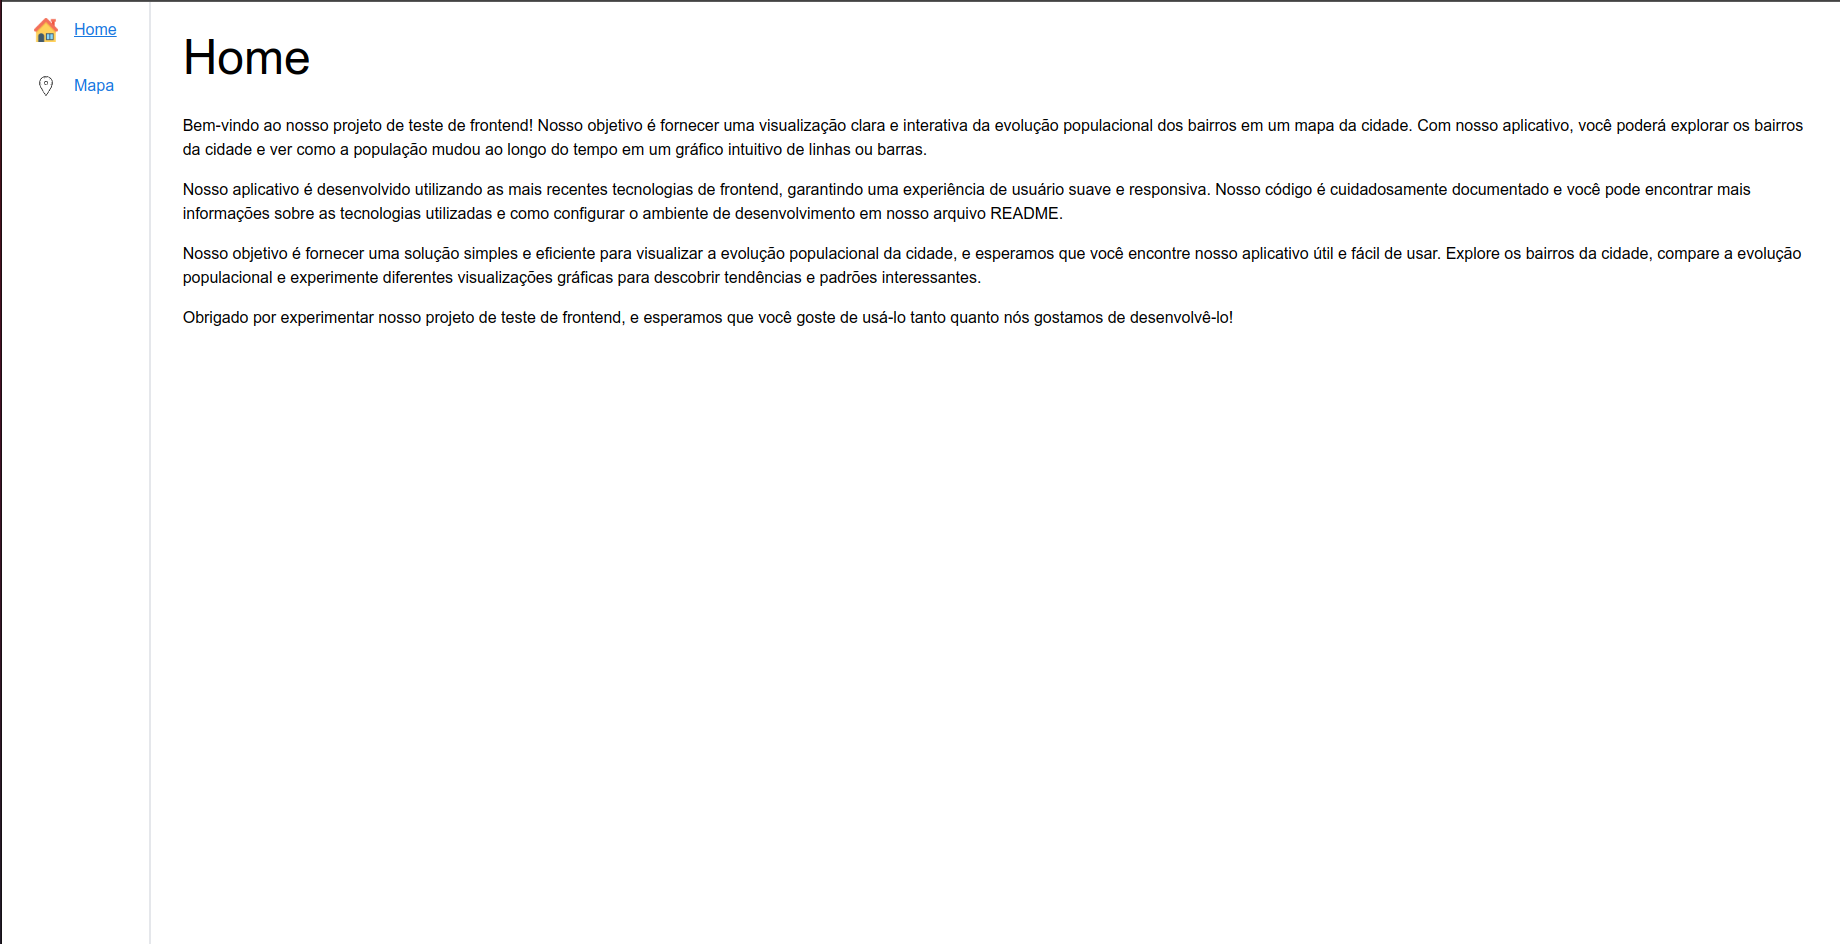 Home
Mapa
Home
Bem-vindo ao nosso projeto de teste de frontend! Nosso objetivo é fornecer uma visualização clara e interativa da evolução populacional dos bairros em um mapa da cidade. Com nosso aplicativo, você poderá explorar os bairros
da cidade e ver como a população mudou ao longo do tempo em um gráfico intuitivo de linhas ou barras.
Nosso aplicativo é desenvolvido utilizando as mais recentes tecnologias de frontend, garantindo uma experiência de usuário suave e responsiva. Nosso código é cuidadosamente documentado e você pode encontrar mais
informações sobre as tecnologias utilizadas e como configurar o ambiente de desenvolvimento em nosso arquivo README.
Nosso objetivo é fornecer uma solução simples e eficiente para visualizar a evolução populacional da cidade, e esperamos que você encontre nosso aplicativo útil e fácil de usar. Explore os bairros da cidade, compare a evolução
populacional e experimente diferentes visualizações gráficas para descobrir tendências e padrões interessantes.
Obrigado por experimentar nosso projeto de teste de frontend, e esperamos que você goste de usá-lo tanto quanto nós gostamos de desenvolvê-lo!